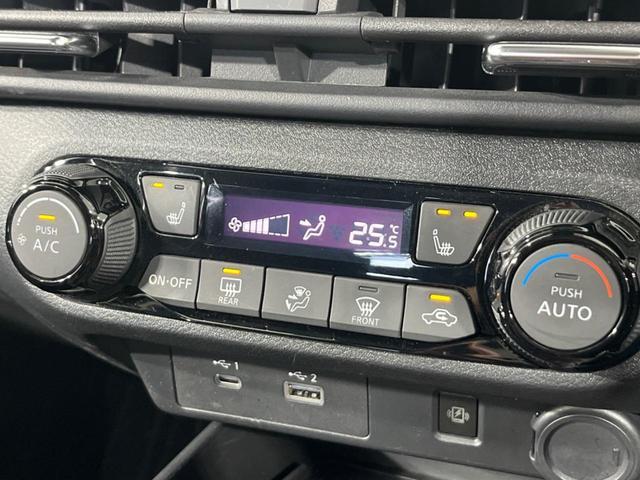 PUSH
A/C
25.5°C
ON·OFF
REAR
FRONT
PUSH
AUTO
1
2